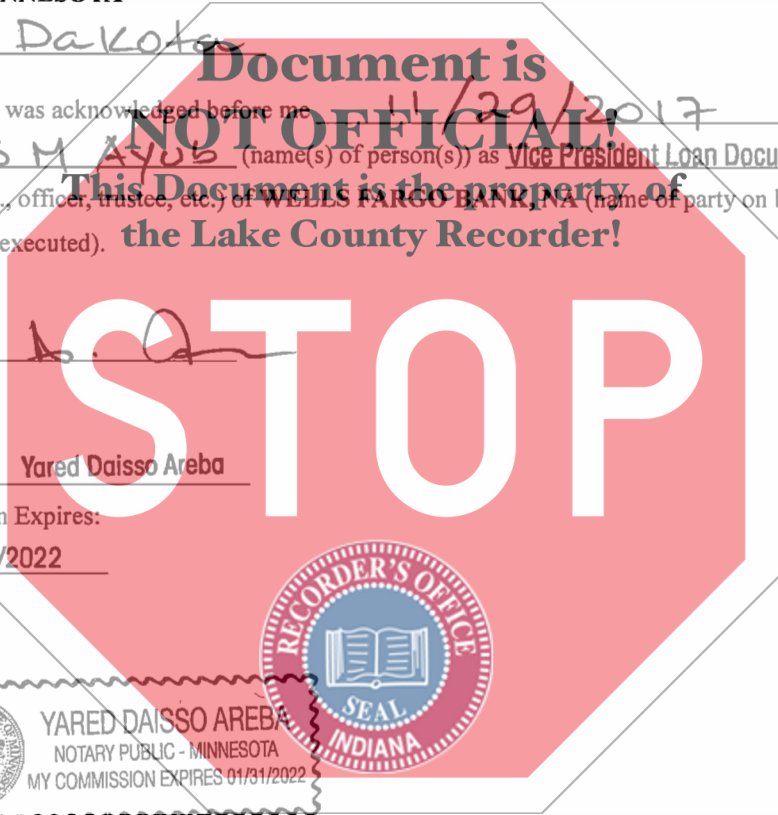 Dakota
Document is
was acknowledged before me 11/29/2017
NOT OFFICIAL!
M Ayub (name(s) of person(s)) as Vice President Loan Docu
This Document is the property of
., officer, trustee, etc.) of WELLS FARGO BANK, NA (name of party on
executed).
the Lake County Recorder!
STOP
Yared Daisso Areba
Expires:
/2022
RECORDER'S OFFICE
SEAL
INDIANA
YARED DAISSO AREBA
NOTARY PUBLIC - MINNESOTA
MY COMMISSION EXPIRES 01/31/2022